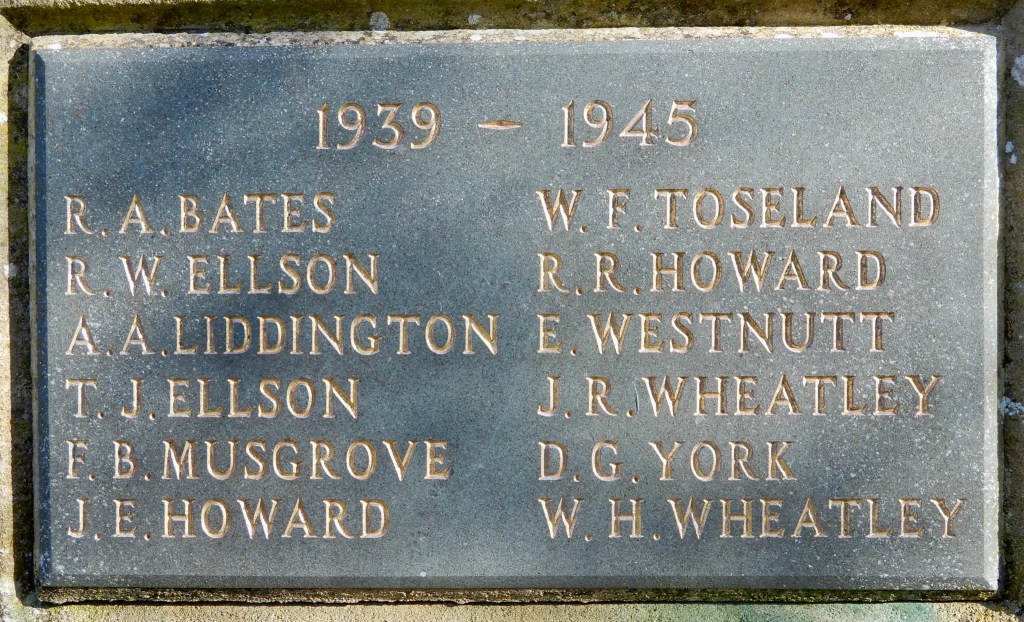 1939 - 1945
R. A. BATES
R. W. ELLSON
A. A. LIDDINGTON
T. J. ELLSON
F. B. MUSGROVE
J. E. HOWARD
W. F. TOSELAND
R. R. HOWARD
E. WESTNUTT
J. R. WHEATLEY
D. G. YORK
W. H. WHEATLEY